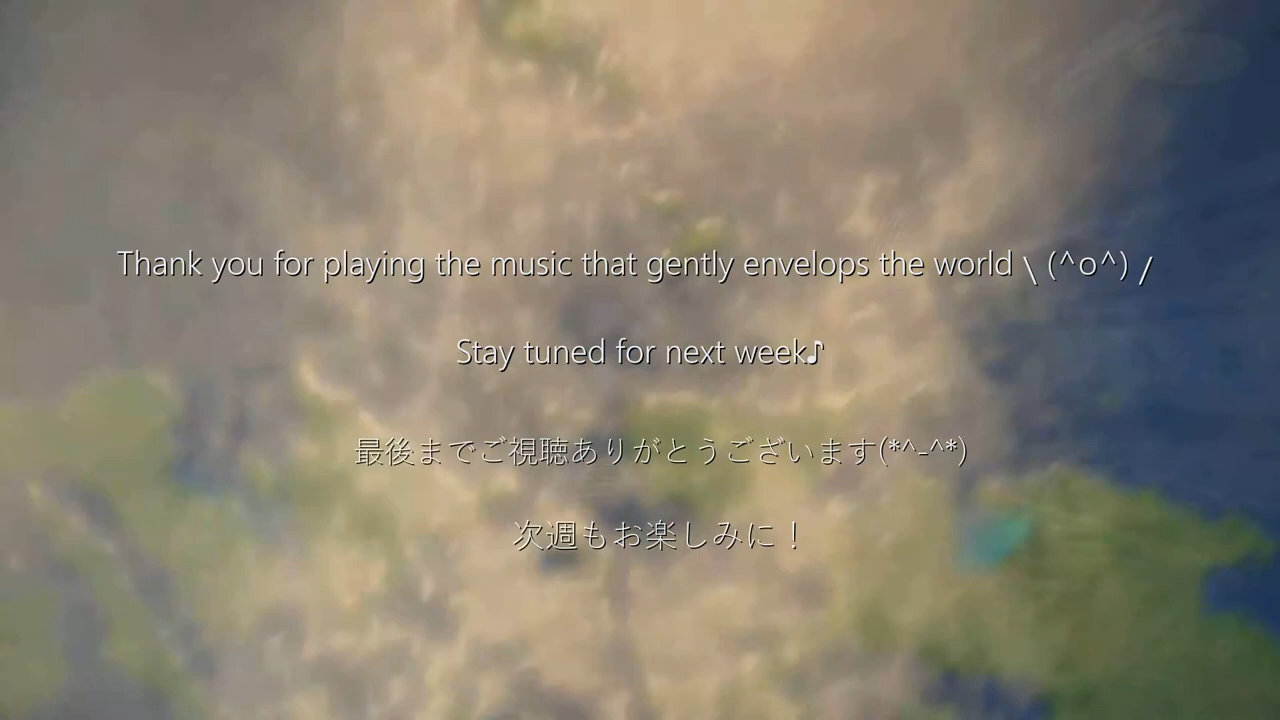 Thank you for playing the music that gently envelops the world \ (^o^) /
Stay tuned for next week♪
最後までご視聴ありがとうございます(*^-^*)
次週もお楽しみに！